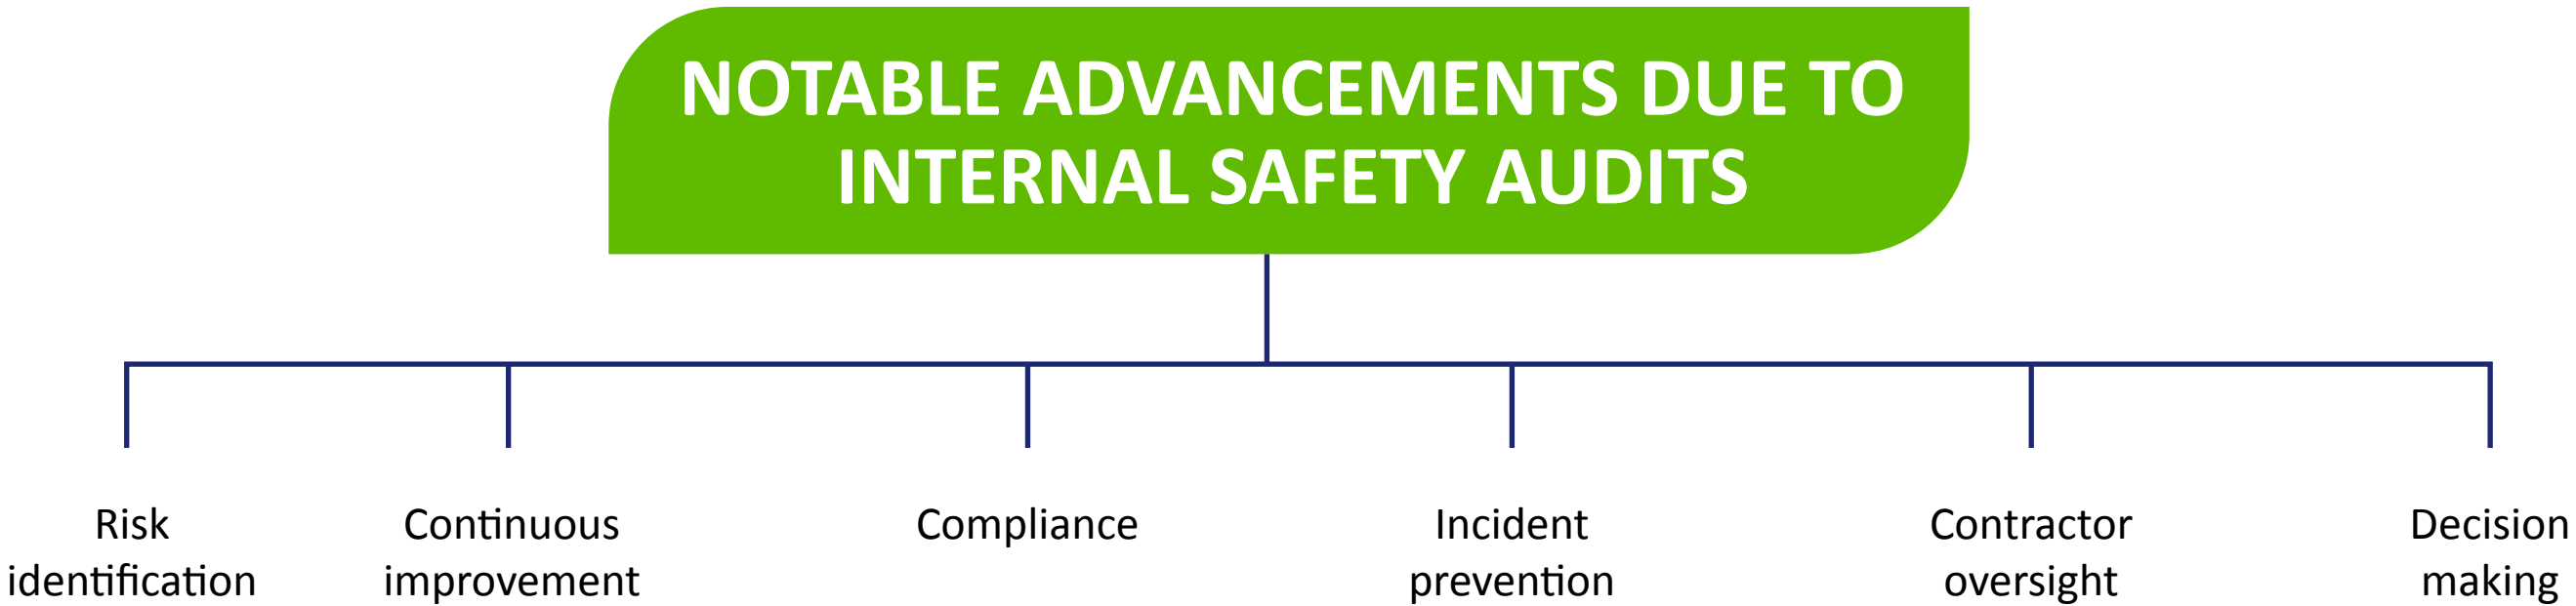 NOTABLE ADVANCEMENTS DUE TO
INTERNAL SAFETY AUDITS
Risk
identification
Continuous
improvement
Compliance
Incident
prevention
Contractor
oversight
Decision
making